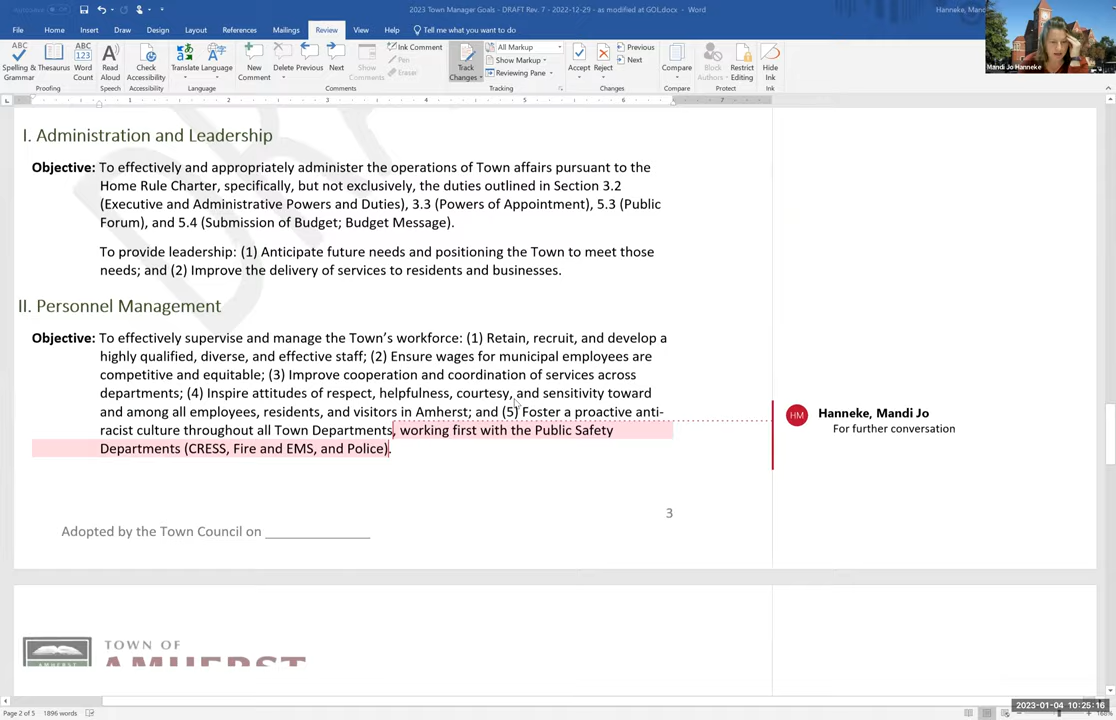 2023 Town Manager Goals - DRAFT Rev. 7 - 2022-12-29 - as modified at GOL.docx - Word
Hanneke, Mandi
File Home Insert Draw Design Layout References Mailings Review View Help Tell me what you want to do
Spelling & Grammar Thesaurus Word Count Read Aloud Check Accessibility Translate Language New Comment Delete Previous Next Show Comments Ink Comment Pen Eraser Track Changes All Markup Show Markup Reviewing Pane Accept Reject Previous Next Compare Block Authors Restrict Editing Hide Ink
Proofing Speech Accessibility Language Comments Tracking Changes Compare Protect Ink
Mandi Jo Hanneke
1 2 3 4 5 6 7
I. Administration and Leadership
Objective: To effectively and appropriately administer the operations of Town affairs pursuant to the
Home Rule Charter, specifically, but not exclusively, the duties outlined in Section 3.2
(Executive and Administrative Powers and Duties), 3.3 (Powers of Appointment), 5.3 (Public
Forum), and 5.4 (Submission of Budget; Budget Message).
To provide leadership: (1) Anticipate future needs and positioning the Town to meet those
needs; and (2) Improve the delivery of services to residents and businesses.
II. Personnel Management
Objective: To effectively supervise and manage the Town's workforce: (1) Retain, recruit, and develop a
highly qualified, diverse, and effective staff; (2) Ensure wages for municipal employees are
competitive and equitable; (3) Improve cooperation and coordination of services across
departments; (4) Inspire attitudes of respect, helpfulness, courtesy, and sensitivity toward
and among all employees, residents, and visitors in Amherst; and (5) Foster a proactive anti-
racist culture throughout all Town Departments, working first with the Public Safety
Departments (CRESS, Fire and EMS, and Police).
HM Hanneke, Mandi Jo
For further conversation
3
Adopted by the Town Council on _______________
TOWN OF
AMHERST
Page 2 of 5 1896 words
2023-01-04 10:25:16